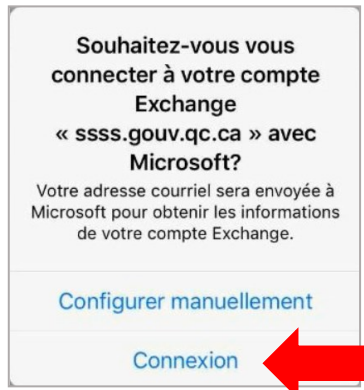 Souhaitez-vous vous
connecter à votre compte
Exchange
« ssss.gouv.qc.ca » avec
Microsoft?
Votre adresse courriel sera envoyée à
Microsoft pour obtenir les informations
de votre compte Exchange.
Configurer manuellement
Connexion